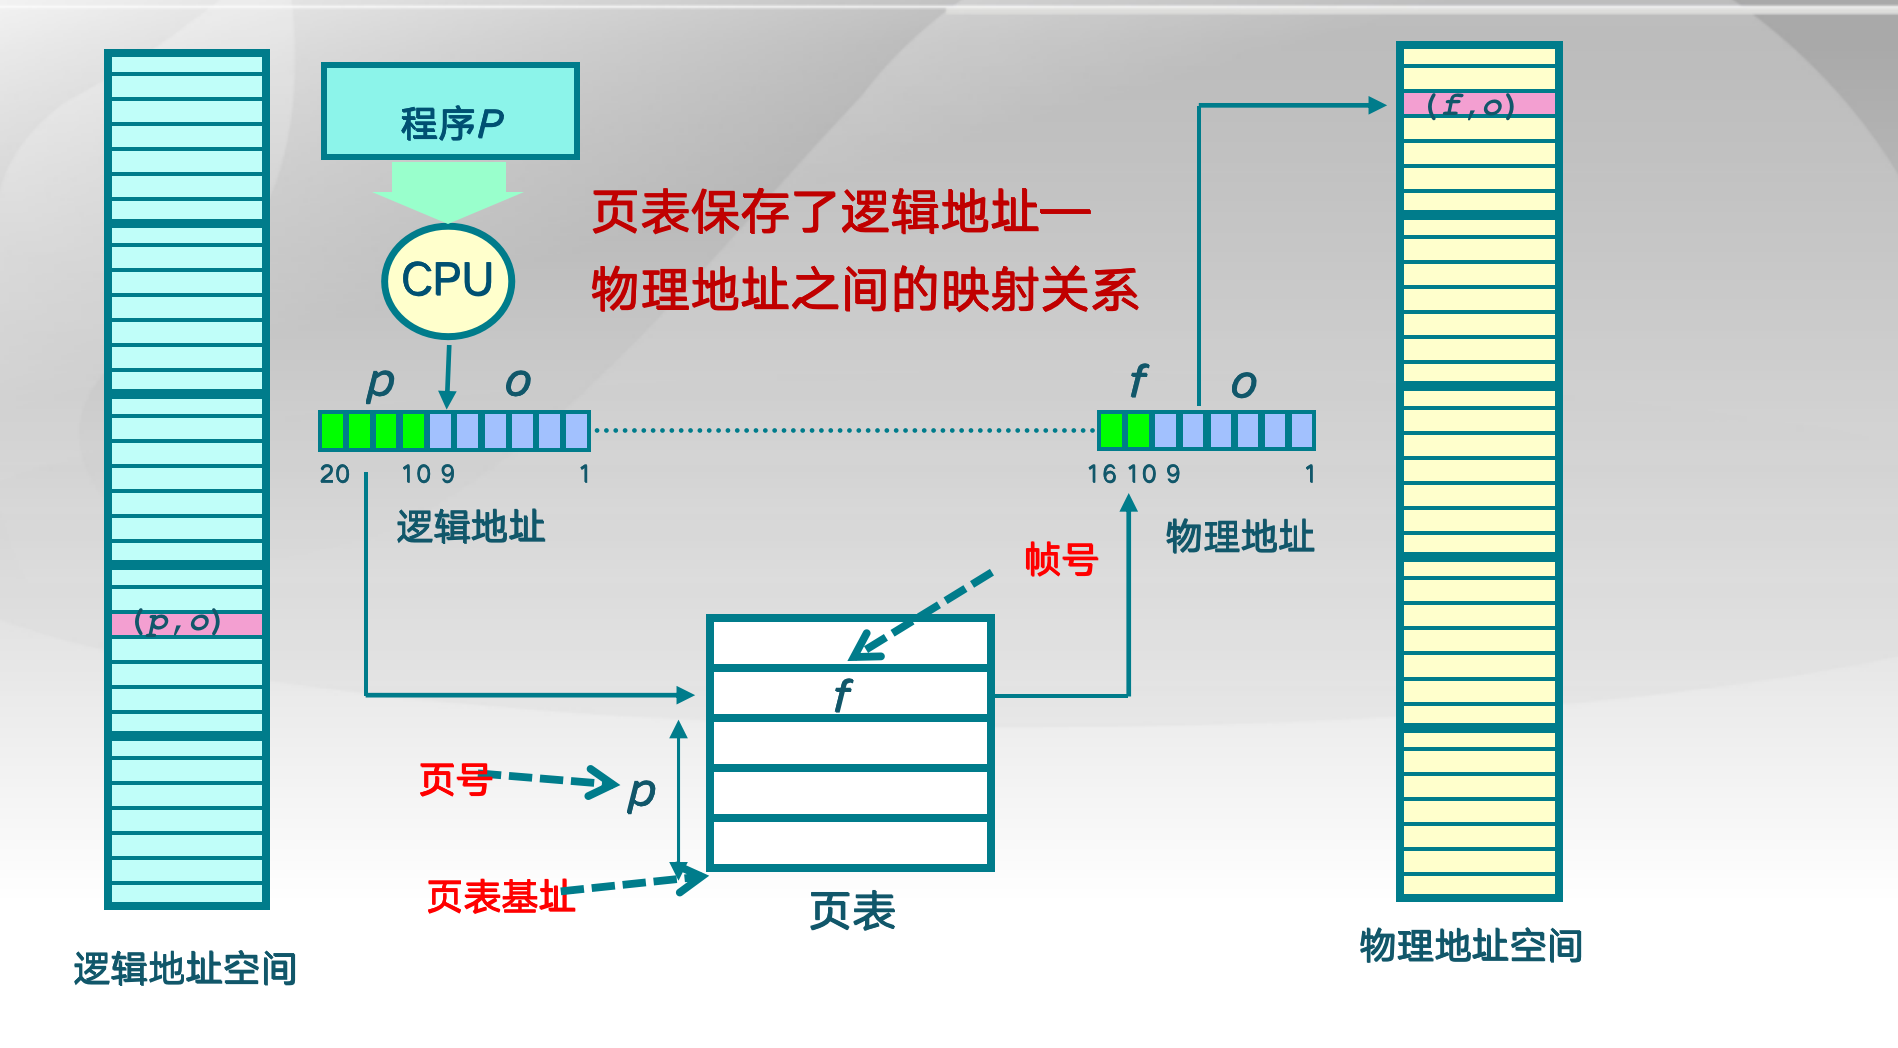 程序P
CPU
页表保存了逻辑地址—
物理地址之间的映射关系
(f,o)
p o
20 10 9 1
逻辑地址
f o
16 10 9 1
物理地址
帧号
(p,o)
f
页号
p
页表基址
页表
逻辑地址空间
物理地址空间